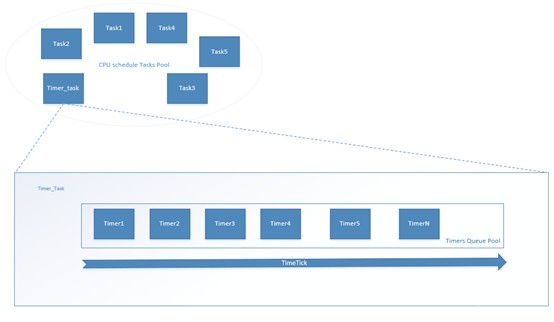 Task1
Task4
Task2
Task5
CPU schedule Tasks Pool
Timer_task
Task3
Timer_Task
Timer1
Timer2
Timer3
Timer4
Timer5
TimerN
Timers Queue Pool
TimeTick